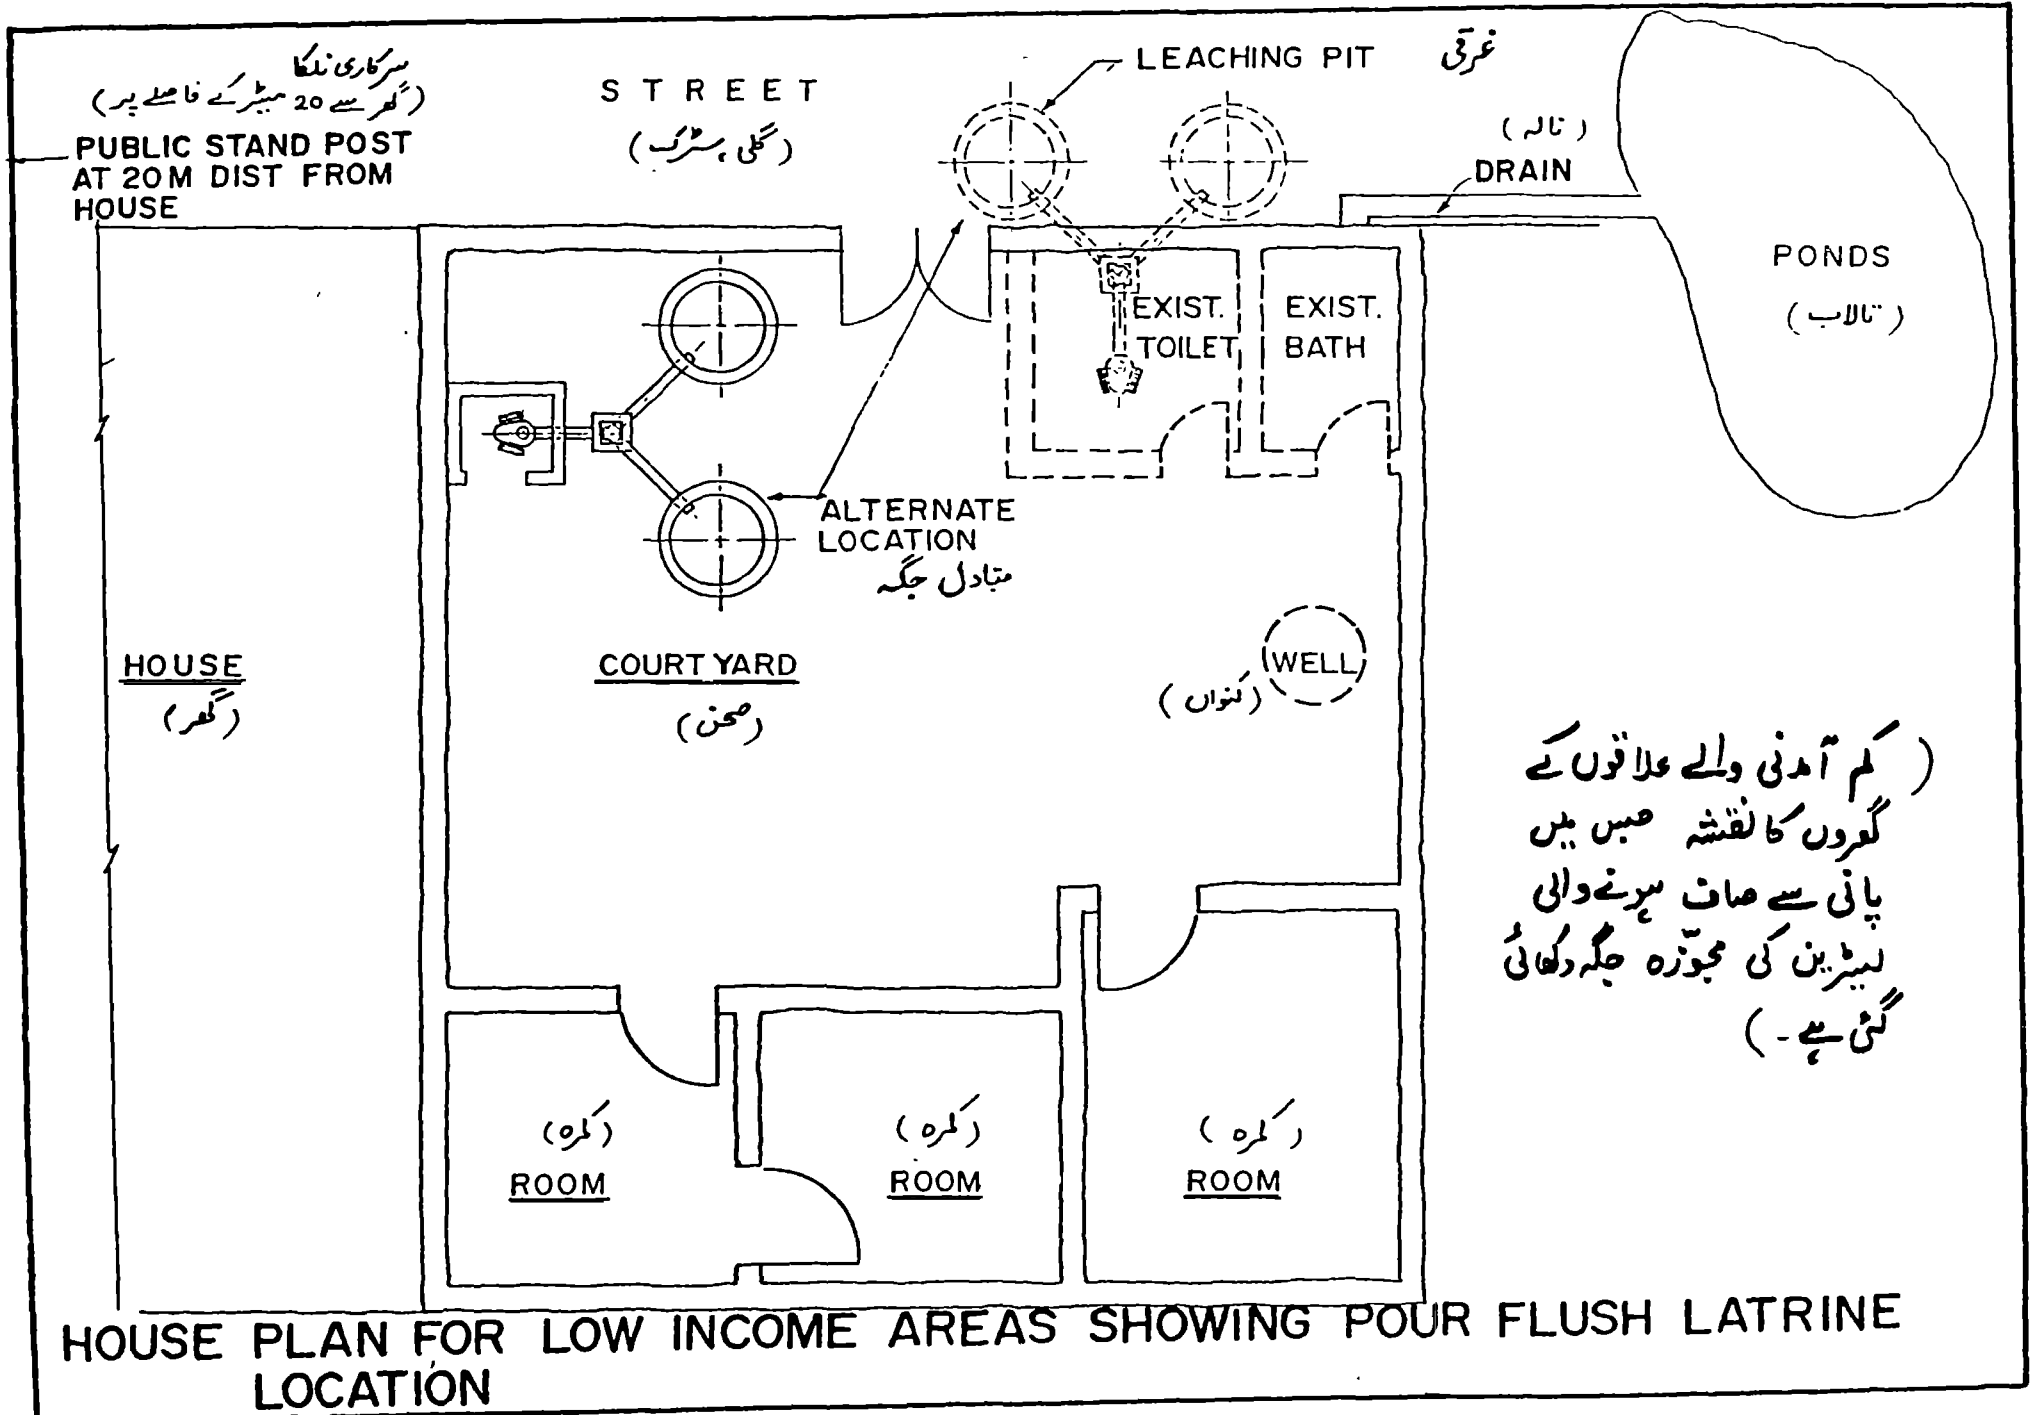 سرکاری نلکا
(گھر سے 20 میٹر کے فاصلے پر)
PUBLIC STAND POST
AT 20M DIST FROM
HOUSE
STREET
(گلی، سڑک)
LEACHING PIT
غرقی
(نالہ)
DRAIN
PONDS
(تالاب)
EXIST.
TOILET
EXIST.
BATH
ALTERNATE
LOCATION
متبادل جگہ
HOUSE
(گھر)
COURT YARD
(صحن)
WELL
(کنواں)
(کم آمدنی والے علاقوں کے
گھروں کا نقشہ جس میں
پانی سے صاف ہونے والی
لیٹرین کی مجوّزہ جگہ دکھائی
گئی ہے۔)
(کمرہ)
ROOM
(کمرہ)
ROOM
(کمرہ)
ROOM
HOUSE PLAN FOR LOW INCOME AREAS SHOWING POUR FLUSH LATRINE
LOCATION